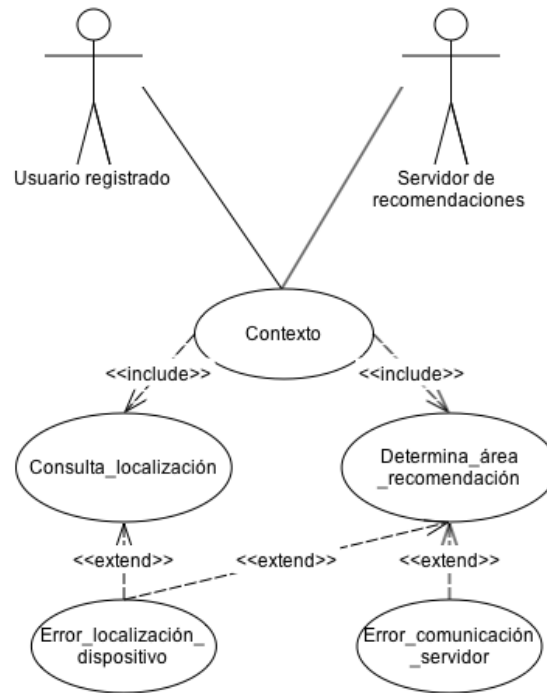 Usuario registrado
Servidor de
recomendaciones
Contexto
<<include>>
<<include>>
Consulta_localización
Determina_área
_recomendación
<<extend>>
<<extend>>
<<extend>>
Error_localización_
dispositivo
Error_comunicación
_servidor